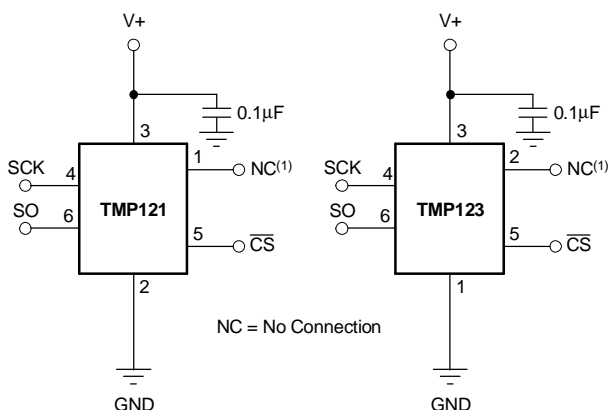 V+
0.1µF
3
SCK
4
1
NC(1)
TMP121
SO
6
5
CS
2
GND
V+
0.1µF
3
SCK
4
2
NC(1)
TMP123
SO
6
5
CS
1
GND
NC = No Connection